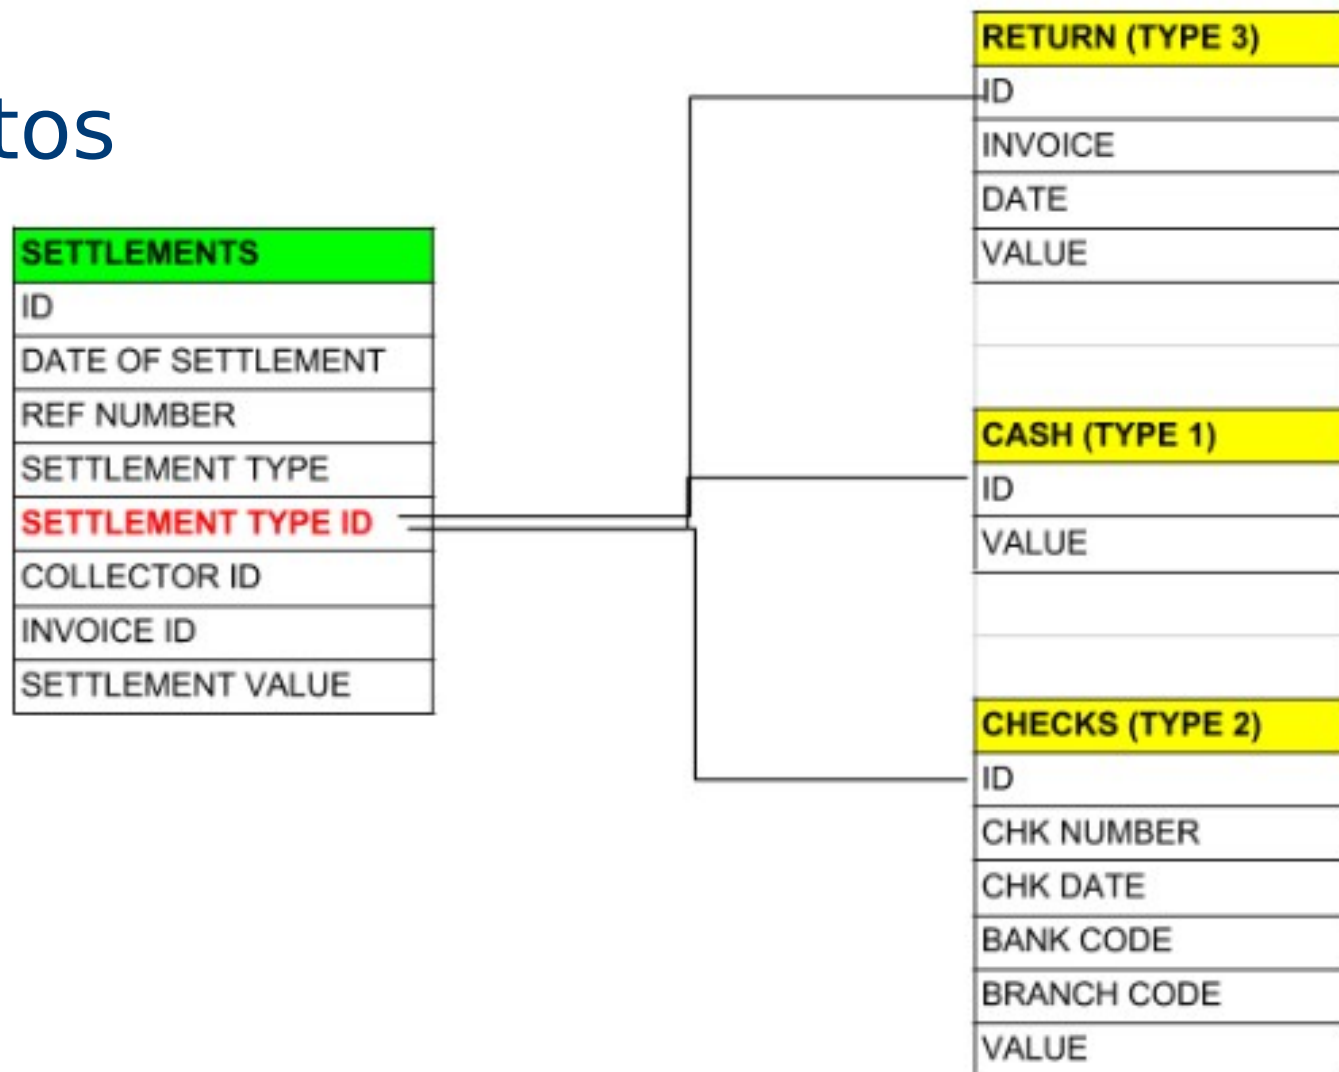 tos
SETTLEMENTS
ID
DATE OF SETTLEMENT
REF NUMBER
SETTLEMENT TYPE
SETTLEMENT TYPE ID
COLLECTOR ID
INVOICE ID
SETTLEMENT VALUE
RETURN (TYPE 3)
ID
INVOICE
DATE
VALUE
CASH (TYPE 1)
ID
VALUE
CHECKS (TYPE 2)
ID
CHK NUMBER
CHK DATE
BANK CODE
BRANCH CODE
VALUE